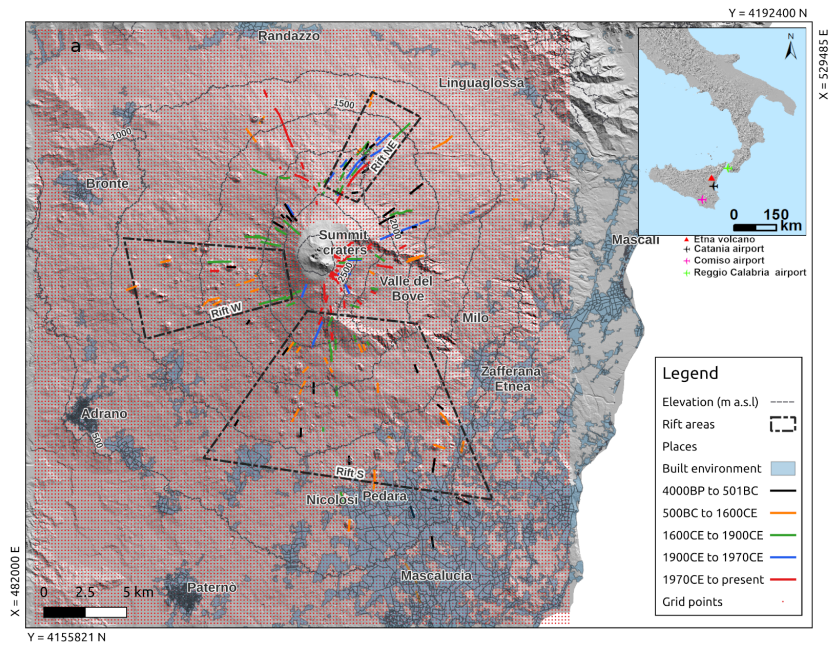 Y = 4192400 N
X = 529485 E
a
Randazzo
N
Linguaglossa
1500
1000
Rift NE
Bronte
2000
0 150
km
Summit
craters
Mascali
Etna volcano
Catania airport
Comiso airport
Reggio Calabria airport
2500
Valle del
Bove
Rift W
Milo
Zafferana
Etnea
Legend
Elevation (m a.s.l)
Rift areas
Places
Built environment
4000BP to 501BC
500BC to 1600CE
1600CE to 1900CE
1900CE to 1970CE
1970CE to present
Grid points
Adrano
500
Rift S
Nicolosi
Pedara
Mascalucia
Paternò
0 2.5 5 km
X = 482000 E
Y = 4155821 N